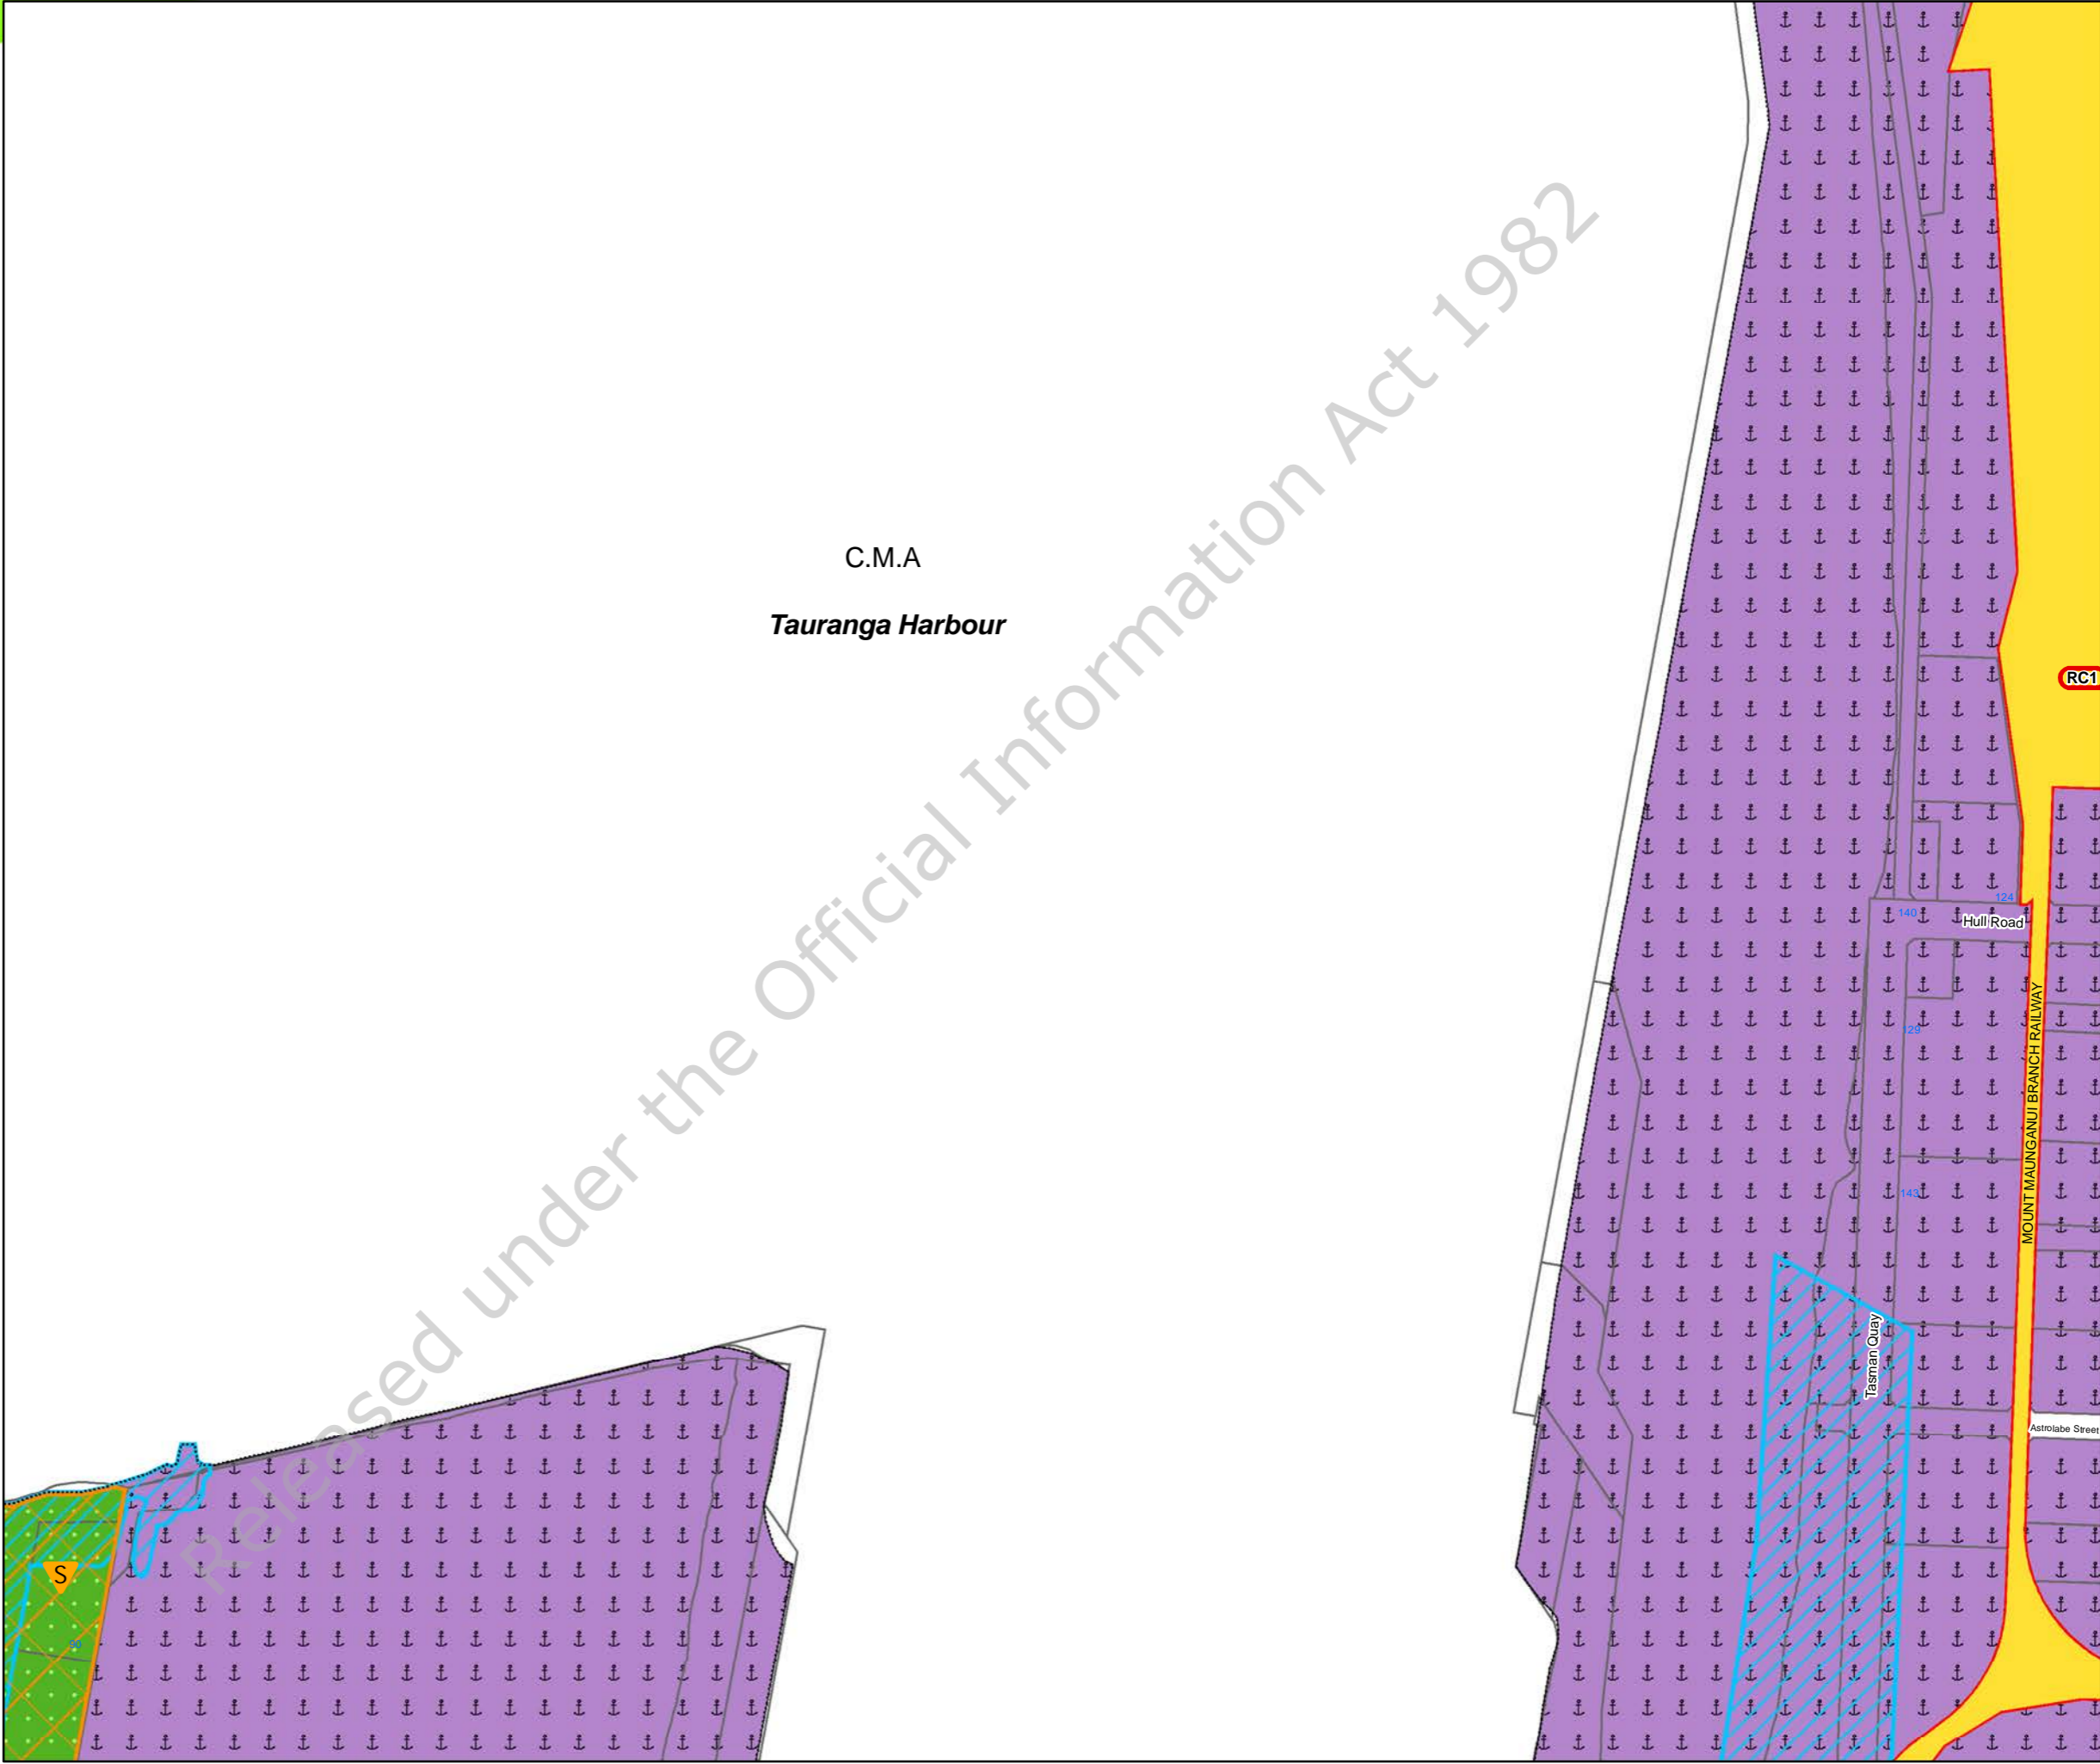 C.M.A
Tauranga Harbour
Released under the Official Information Act 1982
RC1
124
140
Hull Road
129
MOUNT MAUNGANUI BRANCH RAILWAY
143
Tasman Quay
Astrolabe Street
S
90